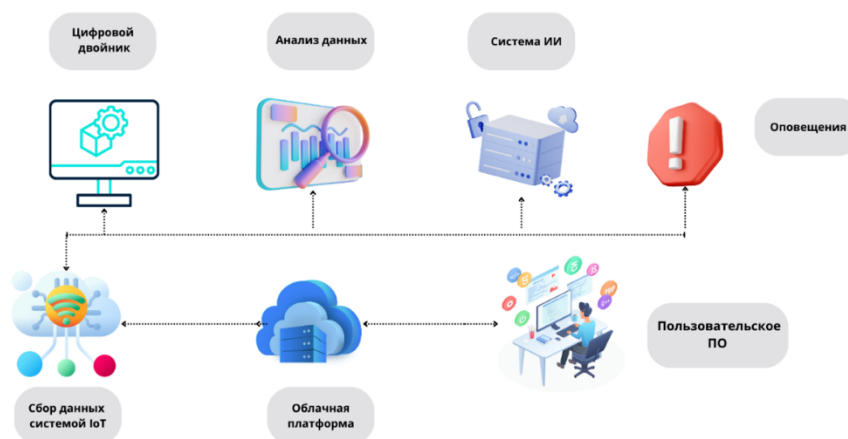 Цифровой
двойник
Анализ данных
Система ИИ
Оповещения
Пользовательское
ПО
Сбор данных
системой IoT
Облачная
платформа